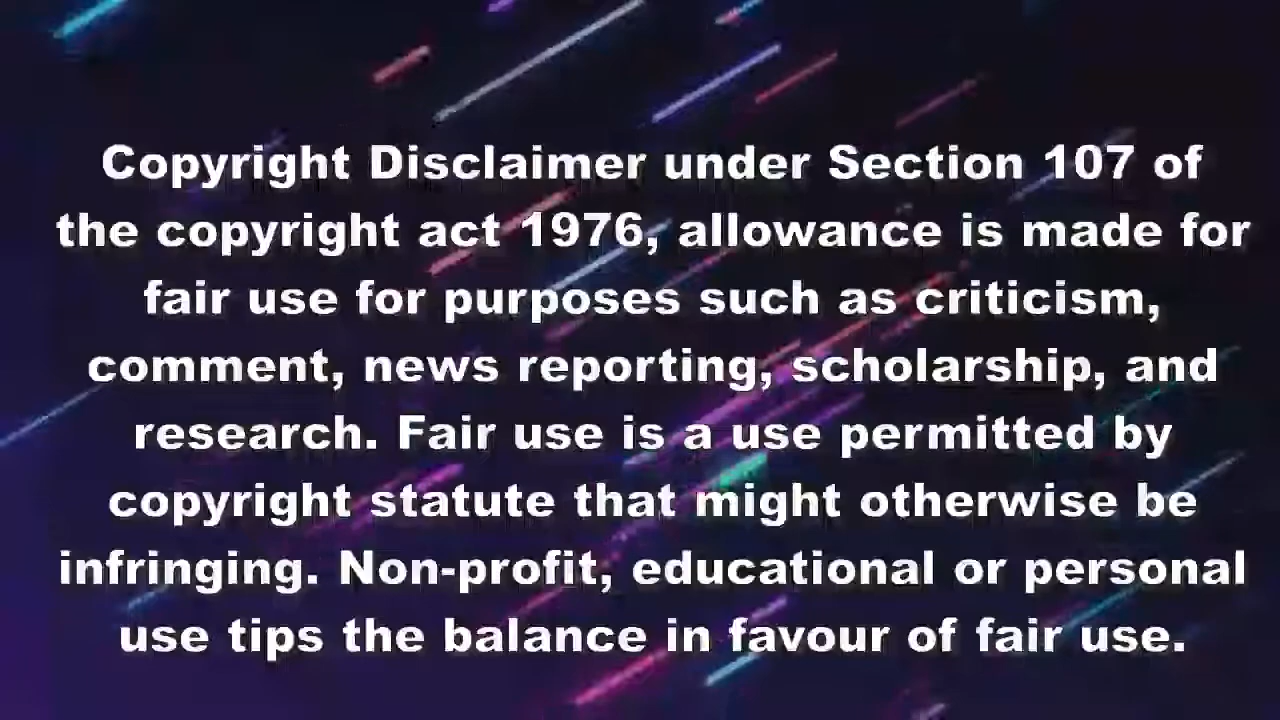 Copyright Disclaimer under Section 107 of
the copyright act 1976, allowance is made for
fair use for purposes such as criticism,
comment, news reporting, scholarship, and
research. Fair use is a use permitted by
copyright statute that might otherwise be
infringing. Non-profit, educational or personal
use tips the balance in favour of fair use.